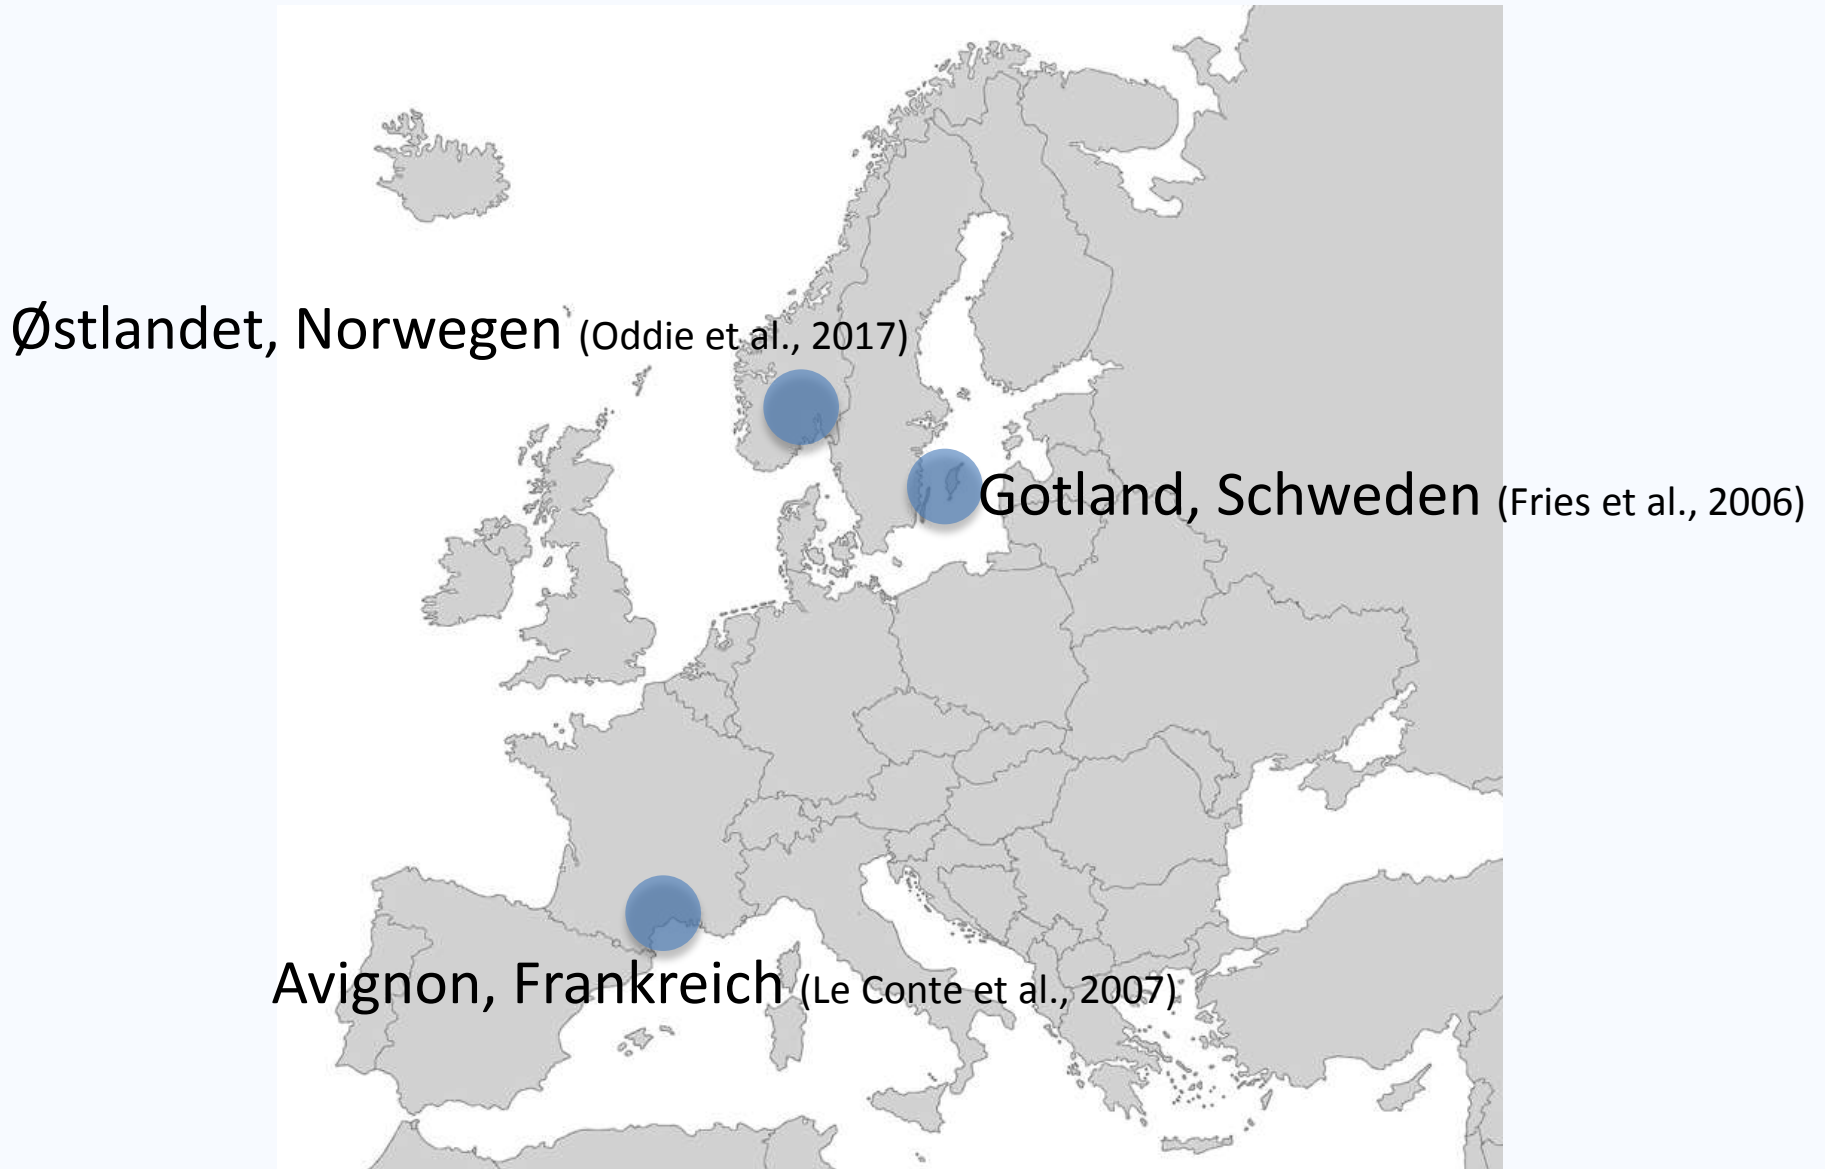 Østlandet, Norwegen (Oddie et al., 2017)
Gotland, Schweden (Fries et al., 2006)
Avignon, Frankreich (Le Conte et al., 2007)